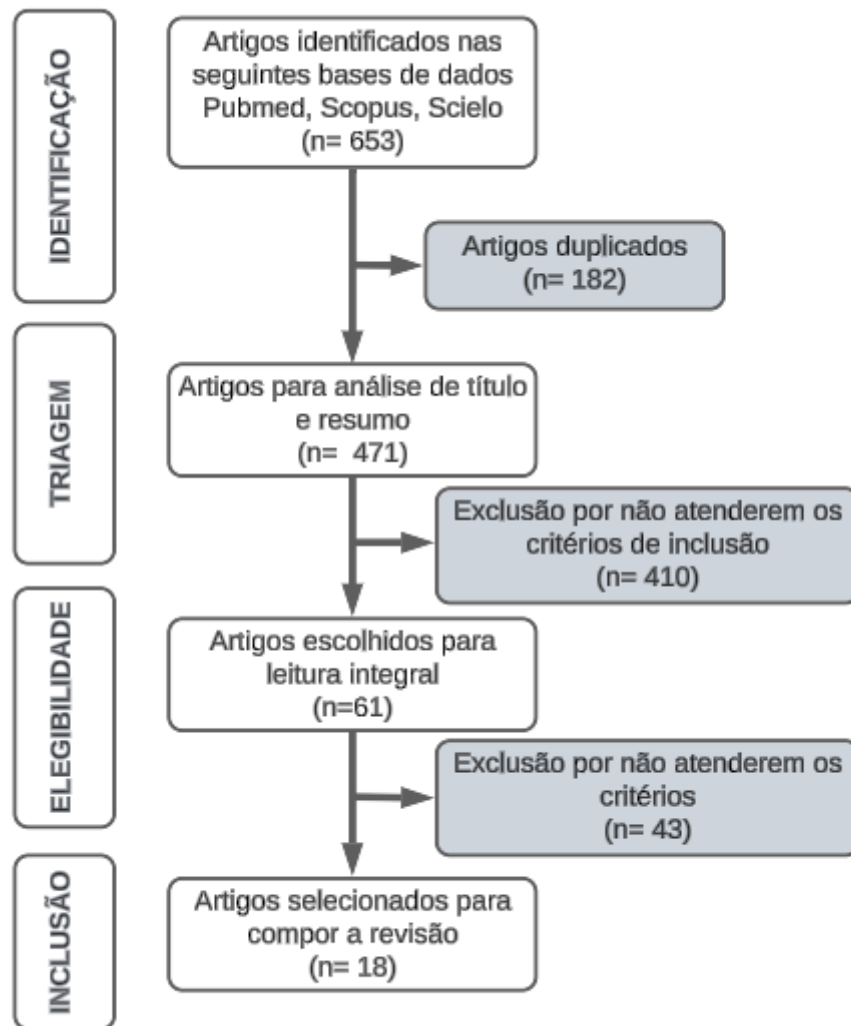 IDENTIFICAÇÃO
Artigos identificados nas
seguintes bases de dados
Pubmed, Scopus, Scielo
(n= 653)
Artigos duplicados
(n= 182)
TRIAGEM
Artigos para análise de título
e resumo
(n=  471)
Exclusão por não atenderem os
critérios de inclusão
(n= 410)
ELEGIBILIDADE
Artigos escolhidos para
leitura integral
(n=61)
Exclusão por não atenderem os
critérios
(n= 43)
INCLUSÃO
Artigos selecionados para
compor a revisão
(n= 18)